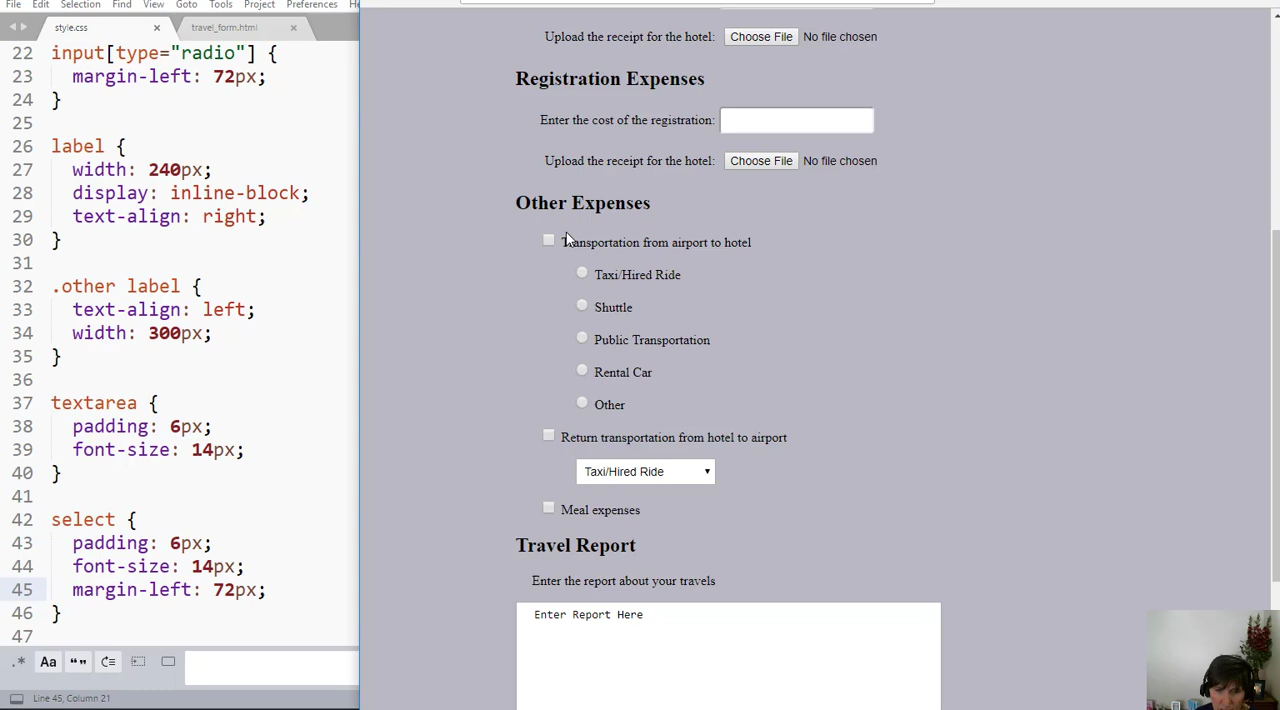 File Edit Selection Find View Goto Tools Project Preferences He
style.css × travel_form.html ×
22 input[type="radio"] {
23 margin-left: 72px;
24 }
25
26 label {
27 width: 240px;
28 display: inline-block;
29 text-align: right;
30 }
31
32 .other label {
33 text-align: left;
34 width: 300px;
35 }
36
37 textarea {
38 padding: 6px;
39 font-size: 14px;
40 }
41
42 select {
43 padding: 6px;
44 font-size: 14px;
45 margin-left: 72px;
46 }
47
.* Aa “”
Line 45, Column 21
Upload the receipt for the hotel: Choose File No file chosen
Registration Expenses
Enter the cost of the registration:
Upload the receipt for the hotel: Choose File No file chosen
Other Expenses
Transportation from airport to hotel
Taxi/Hired Ride
Shuttle
Public Transportation
Rental Car
Other
Return transportation from hotel to airport
Taxi/Hired Ride
Meal expenses
Travel Report
Enter the report about your travels
Enter Report Here